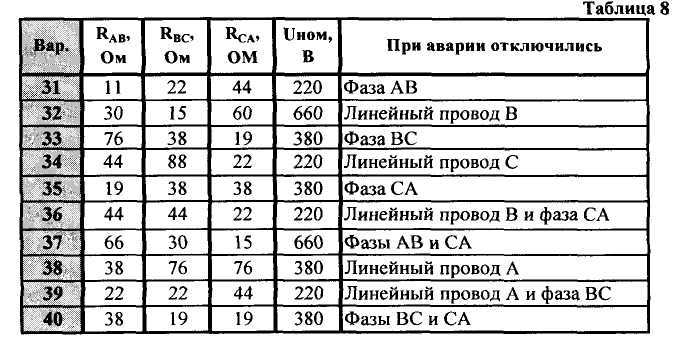 Таблица 8
Вар. R_AB, Ом R_BC, Ом R_CA, ОМ Uном, В При аварии отключились
31 11 22 44 220 Фаза АВ
32 30 15 60 660 Линейный провод В
33 76 38 19 380 Фаза ВС
34 44 88 22 220 Линейный провод С
35 19 38 38 380 Фаза СА
36 44 44 22 220 Линейный провод В и фаза СА
37 66 30 15 660 Фазы АВ и СА
38 38 76 76 380 Линейный провод А
39 22 22 44 220 Линейный провод А и фаза ВС
40 38 19 19 380 Фазы ВС и СА